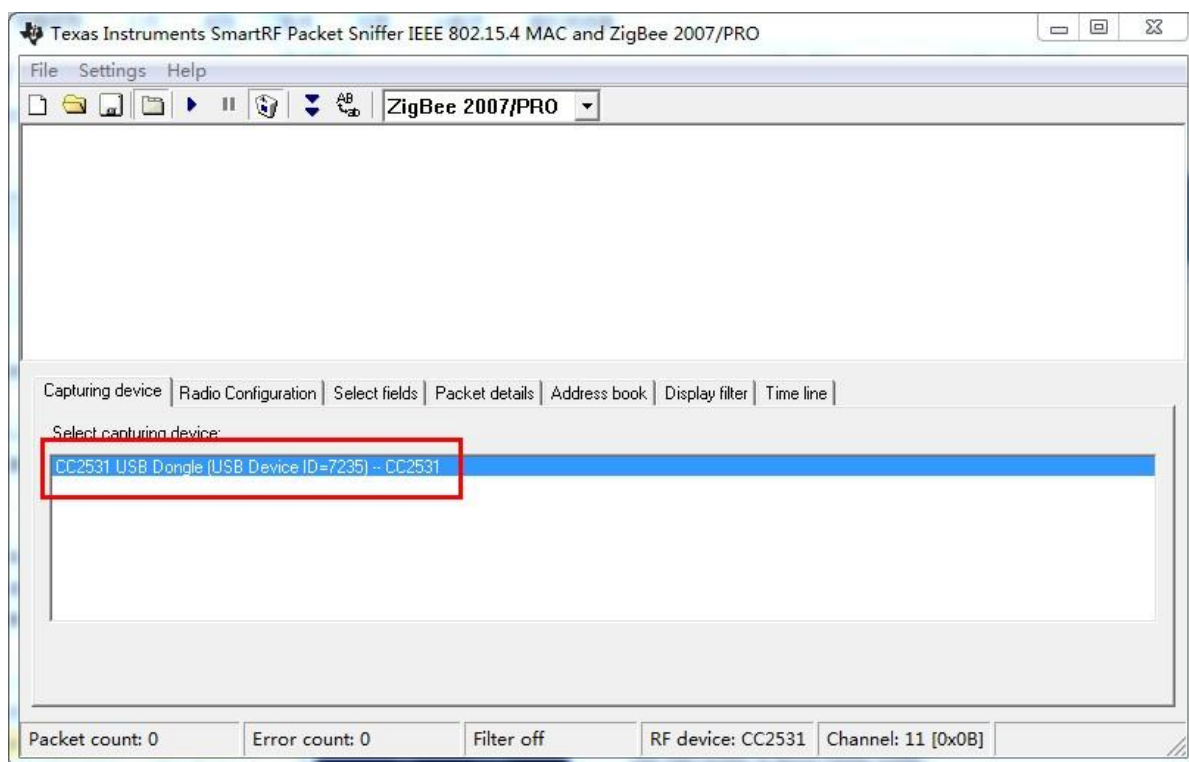 Texas Instruments SmartRF Packet Sniffer IEEE 802.15.4 MAC and ZigBee 2007/PRO
File Settings Help
AB ab ZigBee 2007/PRO
Capturing device Radio Configuration Select fields Packet details Address book Display filter Time line
Select capturing device:
CC2531 USB Dongle (USB Device ID=7235) -- CC2531
Packet count: 0 Error count: 0 Filter off RF device: CC2531 Channel: 11 [0x0B]